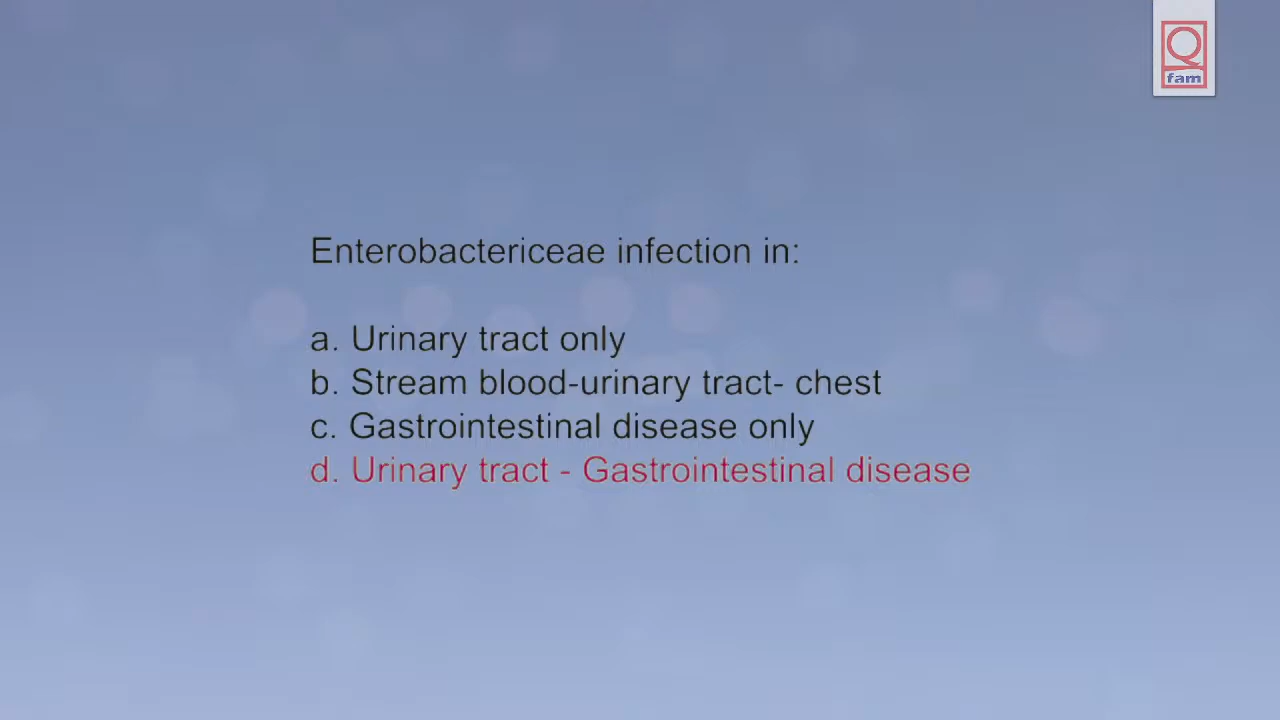 Q
fam
Enterobactericeae infection in:
a. Urinary tract only
b. Stream blood-urinary tract- chest
c. Gastrointestinal disease only
d. Urinary tract - Gastrointestinal disease